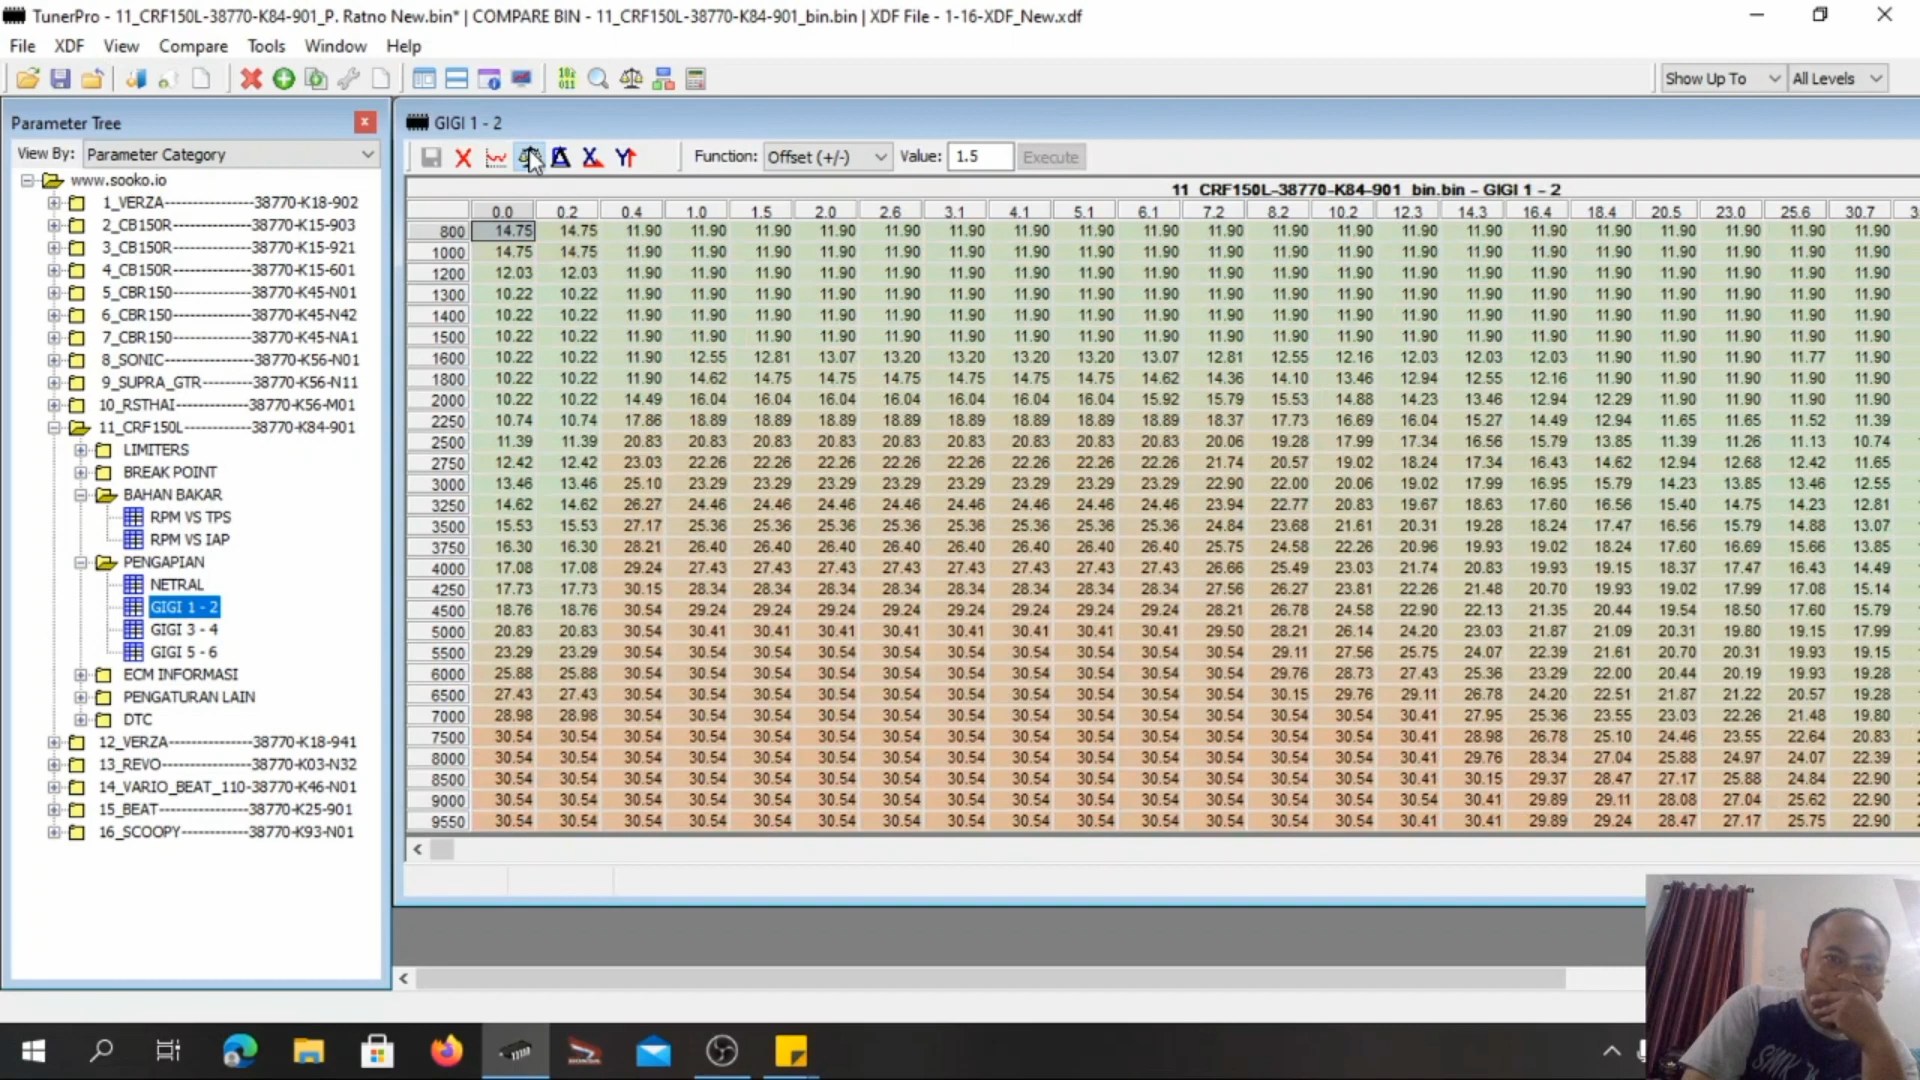 TunerPro - 11_CRF150L-38770-K84-901_P. Ratno New.bin* | COMPARE BIN - 11_CRF150L-38770-K84-901_bin.bin | XDF File - 1-16-XDF_New.xdf
File XDF View Compare Tools Window Help
Show Up To All Levels
Parameter Tree
View By: Parameter Category
www.sooko.io
1_VERZA------------------38770-K18-902
2_CB150R-----------------38770-K15-903
3_CB150R-----------------38770-K15-921
4_CB150R-----------------38770-K15-601
5_CBR150-----------------38770-K45-N01
6_CBR150-----------------38770-K45-N42
7_CBR150-----------------38770-K45-NA1
8_SONIC------------------38770-K56-N01
9_SUPRA_GTR----------38770-K56-N11
10_RSTHAI---------------38770-K56-M01
11_CRF150L--------------38770-K84-901
LIMITERS
BREAK POINT
BAHAN BAKAR
RPM VS TPS
RPM VS IAP
PENGAPIAN
NETRAL
GIGI 1 - 2
GIGI 3 - 4
GIGI 5 - 6
ECM INFORMASI
PENGATURAN LAIN
DTC
12_VERZA----------------38770-K18-941
13_REVO------------------38770-K03-N32
14_VARIO_BEAT_110-38770-K46-N01
15_BEAT------------------38770-K25-901
16_SCOOPY-------------38770-K93-N01
GIGI 1 - 2
Function: Offset (+/-) Value: 1.5 Execute
11_CRF150L-38770-K84-901_bin.bin - GIGI 1 - 2
0.0 0.2 0.4 1.0 1.5 2.0 2.6 3.1 4.1 5.1 6.1 7.2 8.2 10.2 12.3 14.3 16.4 18.4 20.5 23.0 25.6 30.7 3
800 14.75 14.75 11.90 11.90 11.90 11.90 11.90 11.90 11.90 11.90 11.90 11.90 11.90 11.90 11.90 11.90 11.90 11.90 11.90 11.90 11.90 11.90
1000 14.75 14.75 11.90 11.90 11.90 11.90 11.90 11.90 11.90 11.90 11.90 11.90 11.90 11.90 11.90 11.90 11.90 11.90 11.90 11.90 11.90 11.90
1200 12.03 12.03 11.90 11.90 11.90 11.90 11.90 11.90 11.90 11.90 11.90 11.90 11.90 11.90 11.90 11.90 11.90 11.90 11.90 11.90 11.90 11.90
1300 10.22 10.22 11.90 11.90 11.90 11.90 11.90 11.90 11.90 11.90 11.90 11.90 11.90 11.90 11.90 11.90 11.90 11.90 11.90 11.90 11.90 11.90
1400 10.22 10.22 11.90 11.90 11.90 11.90 11.90 11.90 11.90 11.90 11.90 11.90 11.90 11.90 11.90 11.90 11.90 11.90 11.90 11.90 11.90 11.90
1500 10.22 10.22 11.90 11.90 11.90 11.90 11.90 11.90 11.90 11.90 11.90 11.90 11.90 11.90 11.90 11.90 11.90 11.90 11.90 11.90 11.90 11.90
1600 10.22 10.22 11.90 12.55 12.81 13.07 13.20 13.20 13.20 13.20 13.07 12.81 12.55 12.16 12.03 12.03 12.03 11.90 11.90 11.90 11.77 11.90
1800 10.22 10.22 11.90 14.62 14.75 14.75 14.75 14.75 14.75 14.75 14.62 14.36 14.10 13.46 12.94 12.55 12.16 11.90 11.90 11.90 11.90 11.90
2000 10.22 10.22 14.49 16.04 16.04 16.04 16.04 16.04 16.04 16.04 15.92 15.79 15.53 14.88 14.23 13.46 12.94 12.29 11.90 11.90 11.90 11.90
2250 10.74 10.74 17.86 18.89 18.89 18.89 18.89 18.89 18.89 18.89 18.89 18.37 17.73 16.69 16.04 15.27 14.49 12.94 11.65 11.65 11.52 11.39
2500 11.39 11.39 20.83 20.83 20.83 20.83 20.83 20.83 20.83 20.83 20.83 20.06 19.28 17.99 17.34 16.56 15.79 13.85 11.39 11.26 11.13 10.74
2750 12.42 12.42 23.03 22.26 22.26 22.26 22.26 22.26 22.26 22.26 22.26 21.74 20.57 19.02 18.24 17.34 16.43 14.62 12.94 12.68 12.42 11.65
3000 13.46 13.46 25.10 23.29 23.29 23.29 23.29 23.29 23.29 23.29 23.29 22.90 22.00 20.06 19.02 17.99 16.95 15.79 14.23 13.85 13.46 12.55
3250 14.62 14.62 26.27 24.46 24.46 24.46 24.46 24.46 24.46 24.46 24.46 23.94 22.77 20.83 19.67 18.63 17.60 16.56 15.40 14.75 14.23 12.81
3500 15.53 15.53 27.17 25.36 25.36 25.36 25.36 25.36 25.36 25.36 25.36 24.84 23.68 21.61 20.31 19.28 18.24 17.47 16.56 15.79 14.88 13.07
3750 16.30 16.30 28.21 26.40 26.40 26.40 26.40 26.40 26.40 26.40 26.40 25.75 24.58 22.26 20.96 19.93 19.02 18.24 17.60 16.69 15.66 13.85
4000 17.08 17.08 29.24 27.43 27.43 27.43 27.43 27.43 27.43 27.43 27.43 26.66 25.49 23.03 21.74 20.83 19.93 19.15 18.37 17.47 16.43 14.49
4250 17.73 17.73 30.15 28.34 28.34 28.34 28.34 28.34 28.34 28.34 28.34 27.56 26.27 23.81 22.26 21.48 20.70 19.93 19.02 17.99 17.08 15.14
4500 18.76 18.76 30.54 29.24 29.24 29.24 29.24 29.24 29.24 29.24 29.24 28.21 26.78 24.58 22.90 22.13 21.35 20.44 19.54 18.50 17.60 15.79
5000 20.83 20.83 30.54 30.41 30.41 30.41 30.41 30.41 30.41 30.41 30.41 29.50 28.21 26.14 24.20 23.03 21.87 21.09 20.31 19.80 19.15 17.99
5500 23.29 23.29 30.54 30.54 30.54 30.54 30.54 30.54 30.54 30.54 30.54 30.54 29.11 27.56 25.75 24.07 22.39 21.61 20.70 20.31 19.93 19.15
6000 25.88 25.88 30.54 30.54 30.54 30.54 30.54 30.54 30.54 30.54 30.54 30.54 29.76 28.73 27.43 25.36 23.29 22.00 20.44 20.19 19.93 19.28
6500 27.43 27.43 30.54 30.54 30.54 30.54 30.54 30.54 30.54 30.54 30.54 30.54 30.15 29.76 29.11 26.78 24.20 22.51 21.87 21.22 20.57 19.28
7000 28.98 28.98 30.54 30.54 30.54 30.54 30.54 30.54 30.54 30.54 30.54 30.54 30.54 30.54 30.41 27.95 25.36 23.55 23.03 22.26 21.48 19.80
7500 30.54 30.54 30.54 30.54 30.54 30.54 30.54 30.54 30.54 30.54 30.54 30.54 30.54 30.54 30.41 28.98 26.78 25.10 24.46 23.55 22.64 20.83
8000 30.54 30.54 30.54 30.54 30.54 30.54 30.54 30.54 30.54 30.54 30.54 30.54 30.54 30.54 30.41 29.76 28.34 27.04 25.88 24.97 24.07 22.39
8500 30.54 30.54 30.54 30.54 30.54 30.54 30.54 30.54 30.54 30.54 30.54 30.54 30.54 30.54 30.41 30.15 29.37 28.47 27.17 25.88 24.84 22.90
9000 30.54 30.54 30.54 30.54 30.54 30.54 30.54 30.54 30.54 30.54 30.54 30.54 30.54 30.54 30.54 30.41 29.89 29.11 28.08 27.04 25.62 22.90
9550 30.54 30.54 30.54 30.54 30.54 30.54 30.54 30.54 30.54 30.54 30.54 30.54 30.54 30.54 30.41 30.41 29.89 29.24 28.47 27.17 25.75 22.90